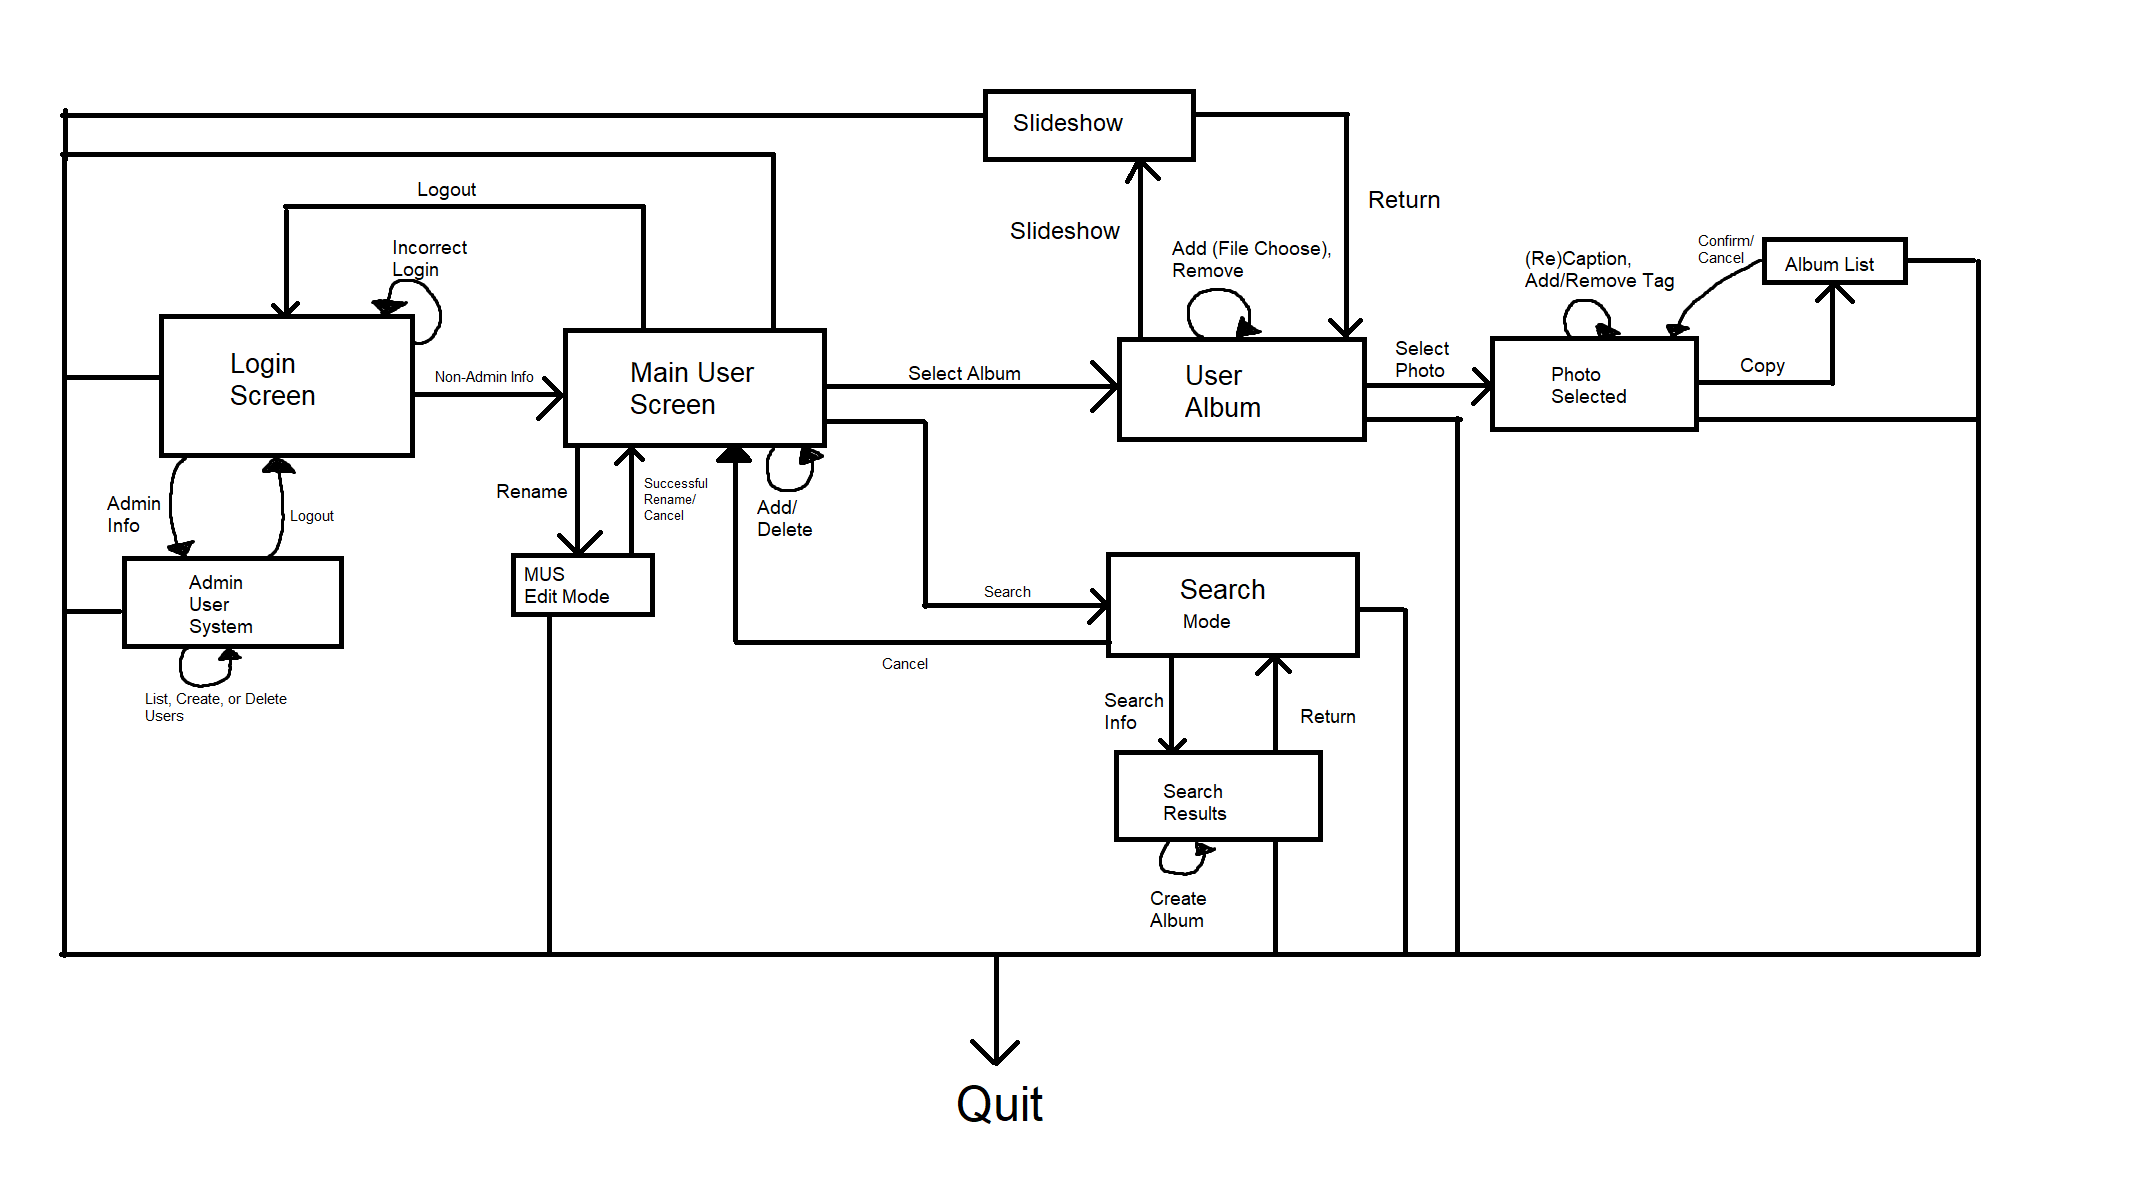 Slideshow
Logout
Slideshow
Return
Incorrect
Login
Add (File Choose),
Remove
(Re)Caption,
Add/Remove Tag
Confirm/
Cancel
Album List
Login
Screen
Non-Admin Info
Main User
Screen
Select Album
User
Album
Select
Photo
Photo
Selected
Copy
Admin
Info
Logout
Rename
Successful
Rename/
Cancel
Add/
Delete
Admin
User
System
MUS
Edit Mode
Search
Search
Mode
Cancel
List, Create, or Delete
Users
Search
Info
Return
Search
Results
Create
Album
Quit